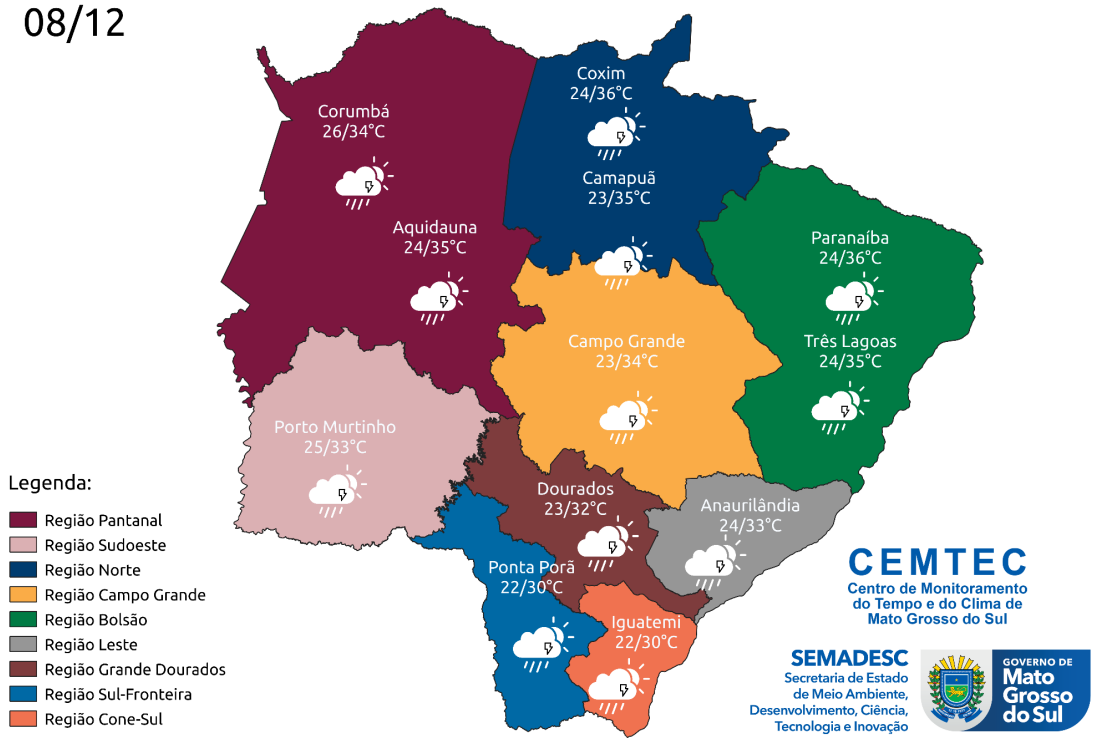 08/12
Coxim
24/36°C
Corumbá
26/34°C
Camapuã
23/35°C
Aquidauna
24/35°C
Paranaíba
24/36°C
Campo Grande
23/34°C
Três Lagoas
24/35°C
Porto Murtinho
25/33°C
Dourados
23/32°C
Anaurilândia
24/33°C
Ponta Porã
22/30°C
Iguatemi
22/30°C
Legenda:
Região Pantanal
Região Sudoeste
Região Norte
Região Campo Grande
Região Bolsão
Região Leste
Região Grande Dourados
Região Sul-Fronteira
Região Cone-Sul
CEMTEC
Centro de Monitoramento
do Tempo e do Clima de
Mato Grosso do Sul
SEMADESC
Secretaria de Estado
de Meio Ambiente,
Desenvolvimento, Ciência,
Tecnologia e Inovação
GOVERNO DE
Mato
Grosso
do Sul